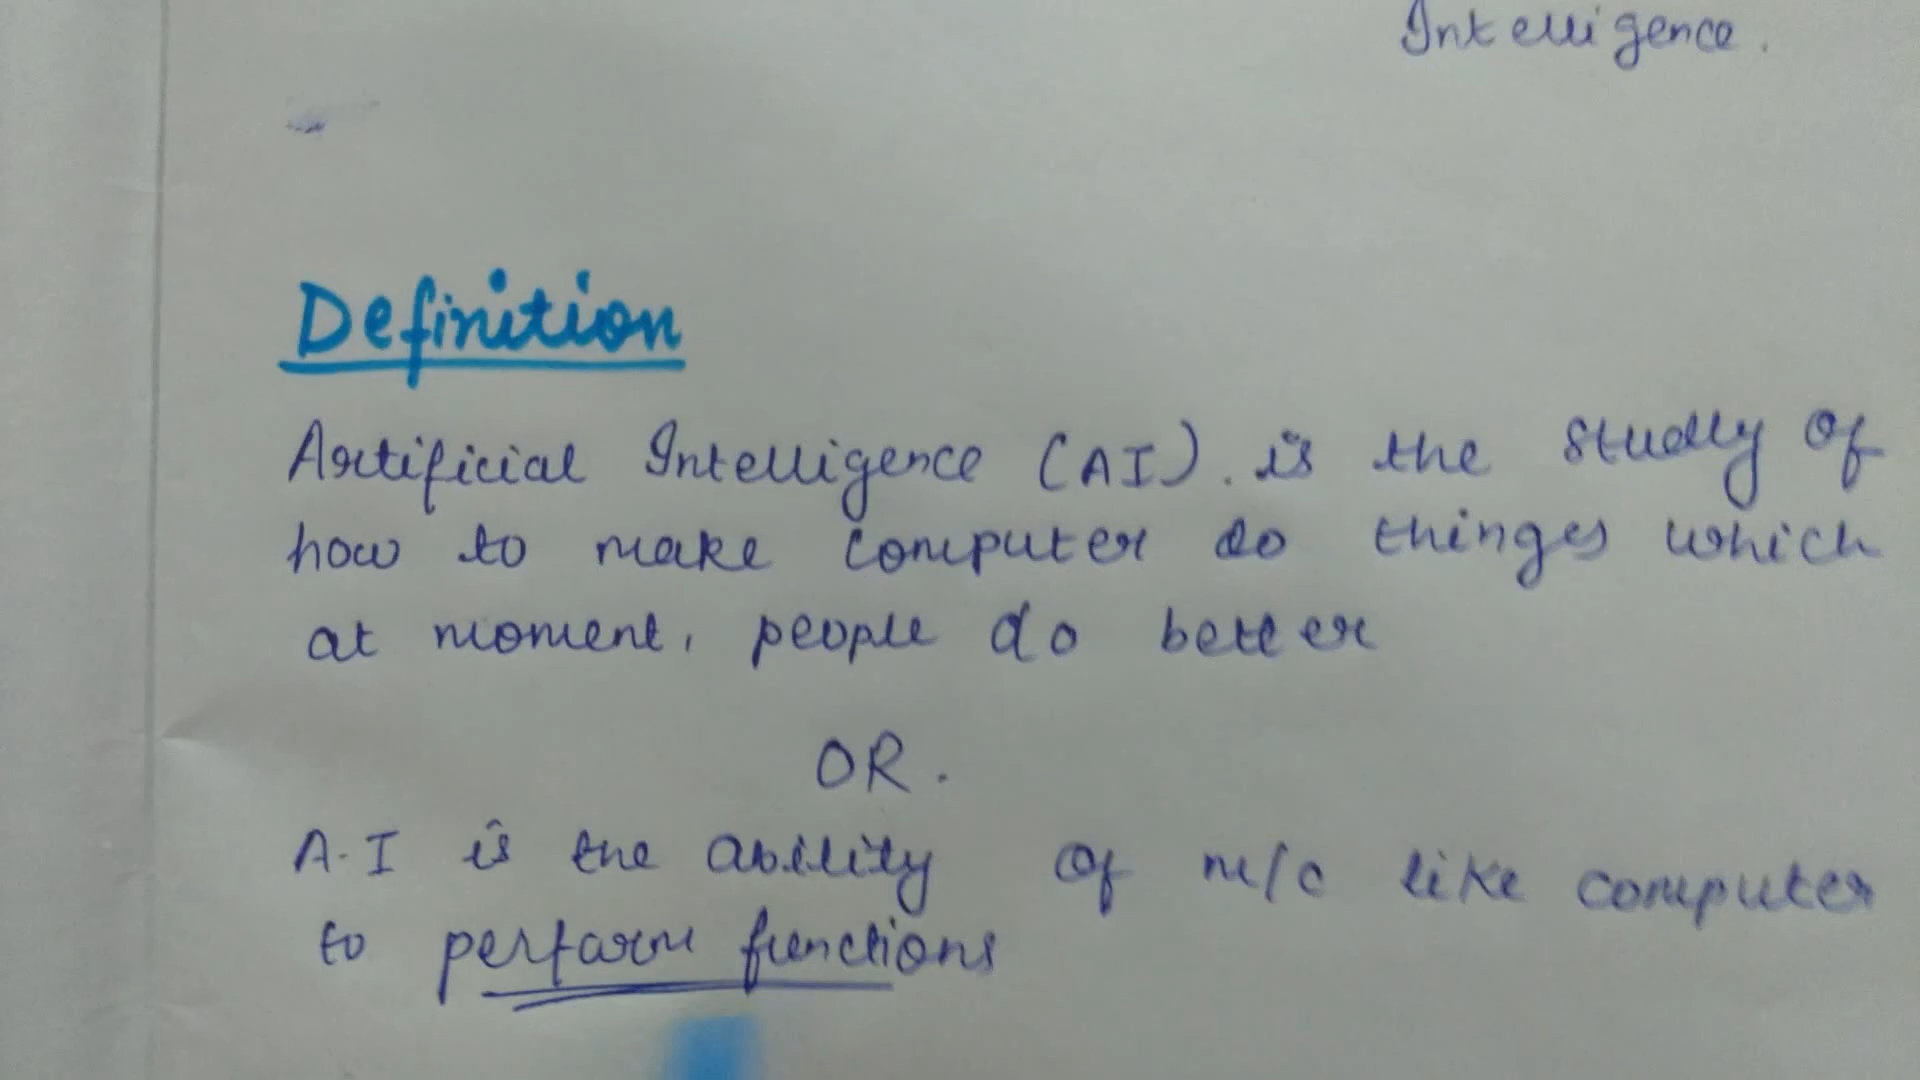 Intelligence.
Definition
Artificial Intelligence (AI). is the study of
how to make computer do thinges which
at moment, people do better
OR.
A.I is the ability of m/c like computer
to perform functions